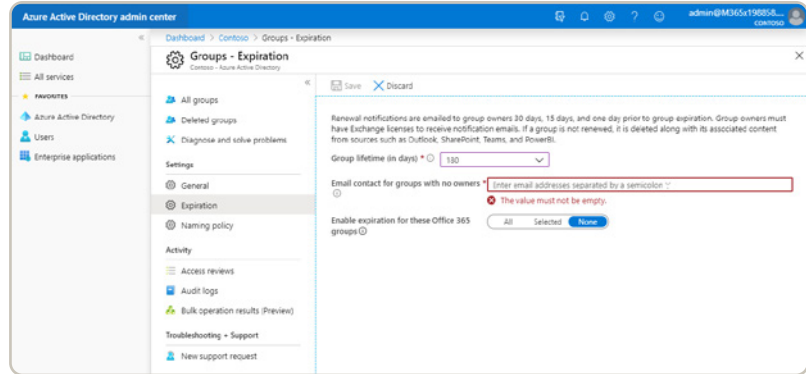 Azure Active Directory admin center
admin@M365x198858....
CONTOSO
Dashboard > Contoso > Groups - Expiration
Dashboard
All services
FAVORITES
Azure Active Directory
Users
Enterprise applications
Groups - Expiration
Contoso - Azure Active Directory
All groups
Deleted groups
Diagnose and solve problems
Settings
General
Expiration
Naming policy
Activity
Access reviews
Audit logs
Bulk operation results (Preview)
Troubleshooting + Support
New support request
Save Discard
Renewal notifications are emailed to group owners 30 days, 15 days, and one day prior to group expiration. Group owners must
have Exchange licenses to receive notification emails. If a group is not renewed, it is deleted along with its associated content
from sources such as Outlook, SharePoint, Teams, and PowerBI.
Group lifetime (in days) * 180
Email contact for groups with no owners * Enter email addresses separated by a semicolon ';'
The value must not be empty.
Enable expiration for these Office 365 All Selected None
groups